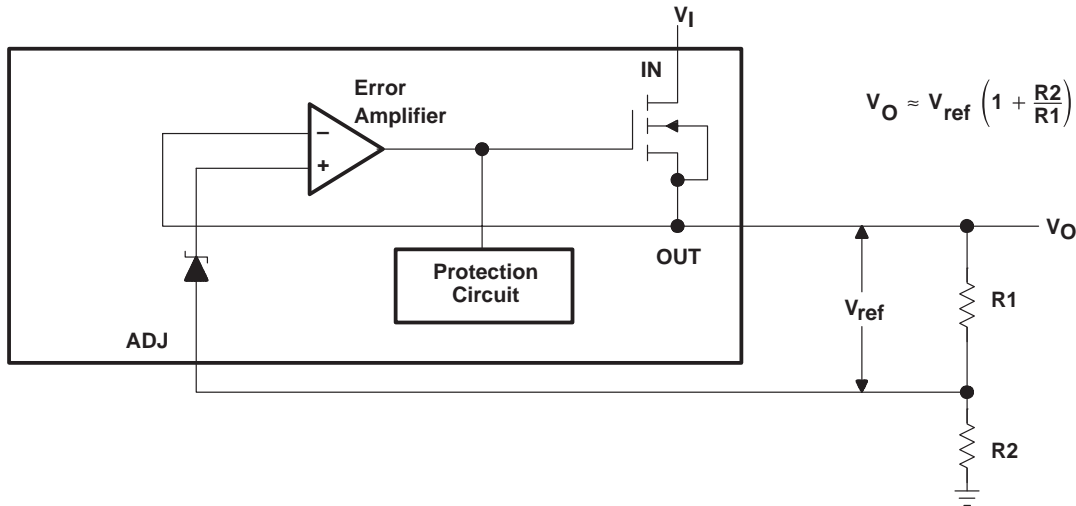 VI
IN
Error
Amplifier
VO ≈ Vref (1 + R2/R1)
−
+
VO
OUT
Protection
Circuit
Vref
R1
ADJ
R2